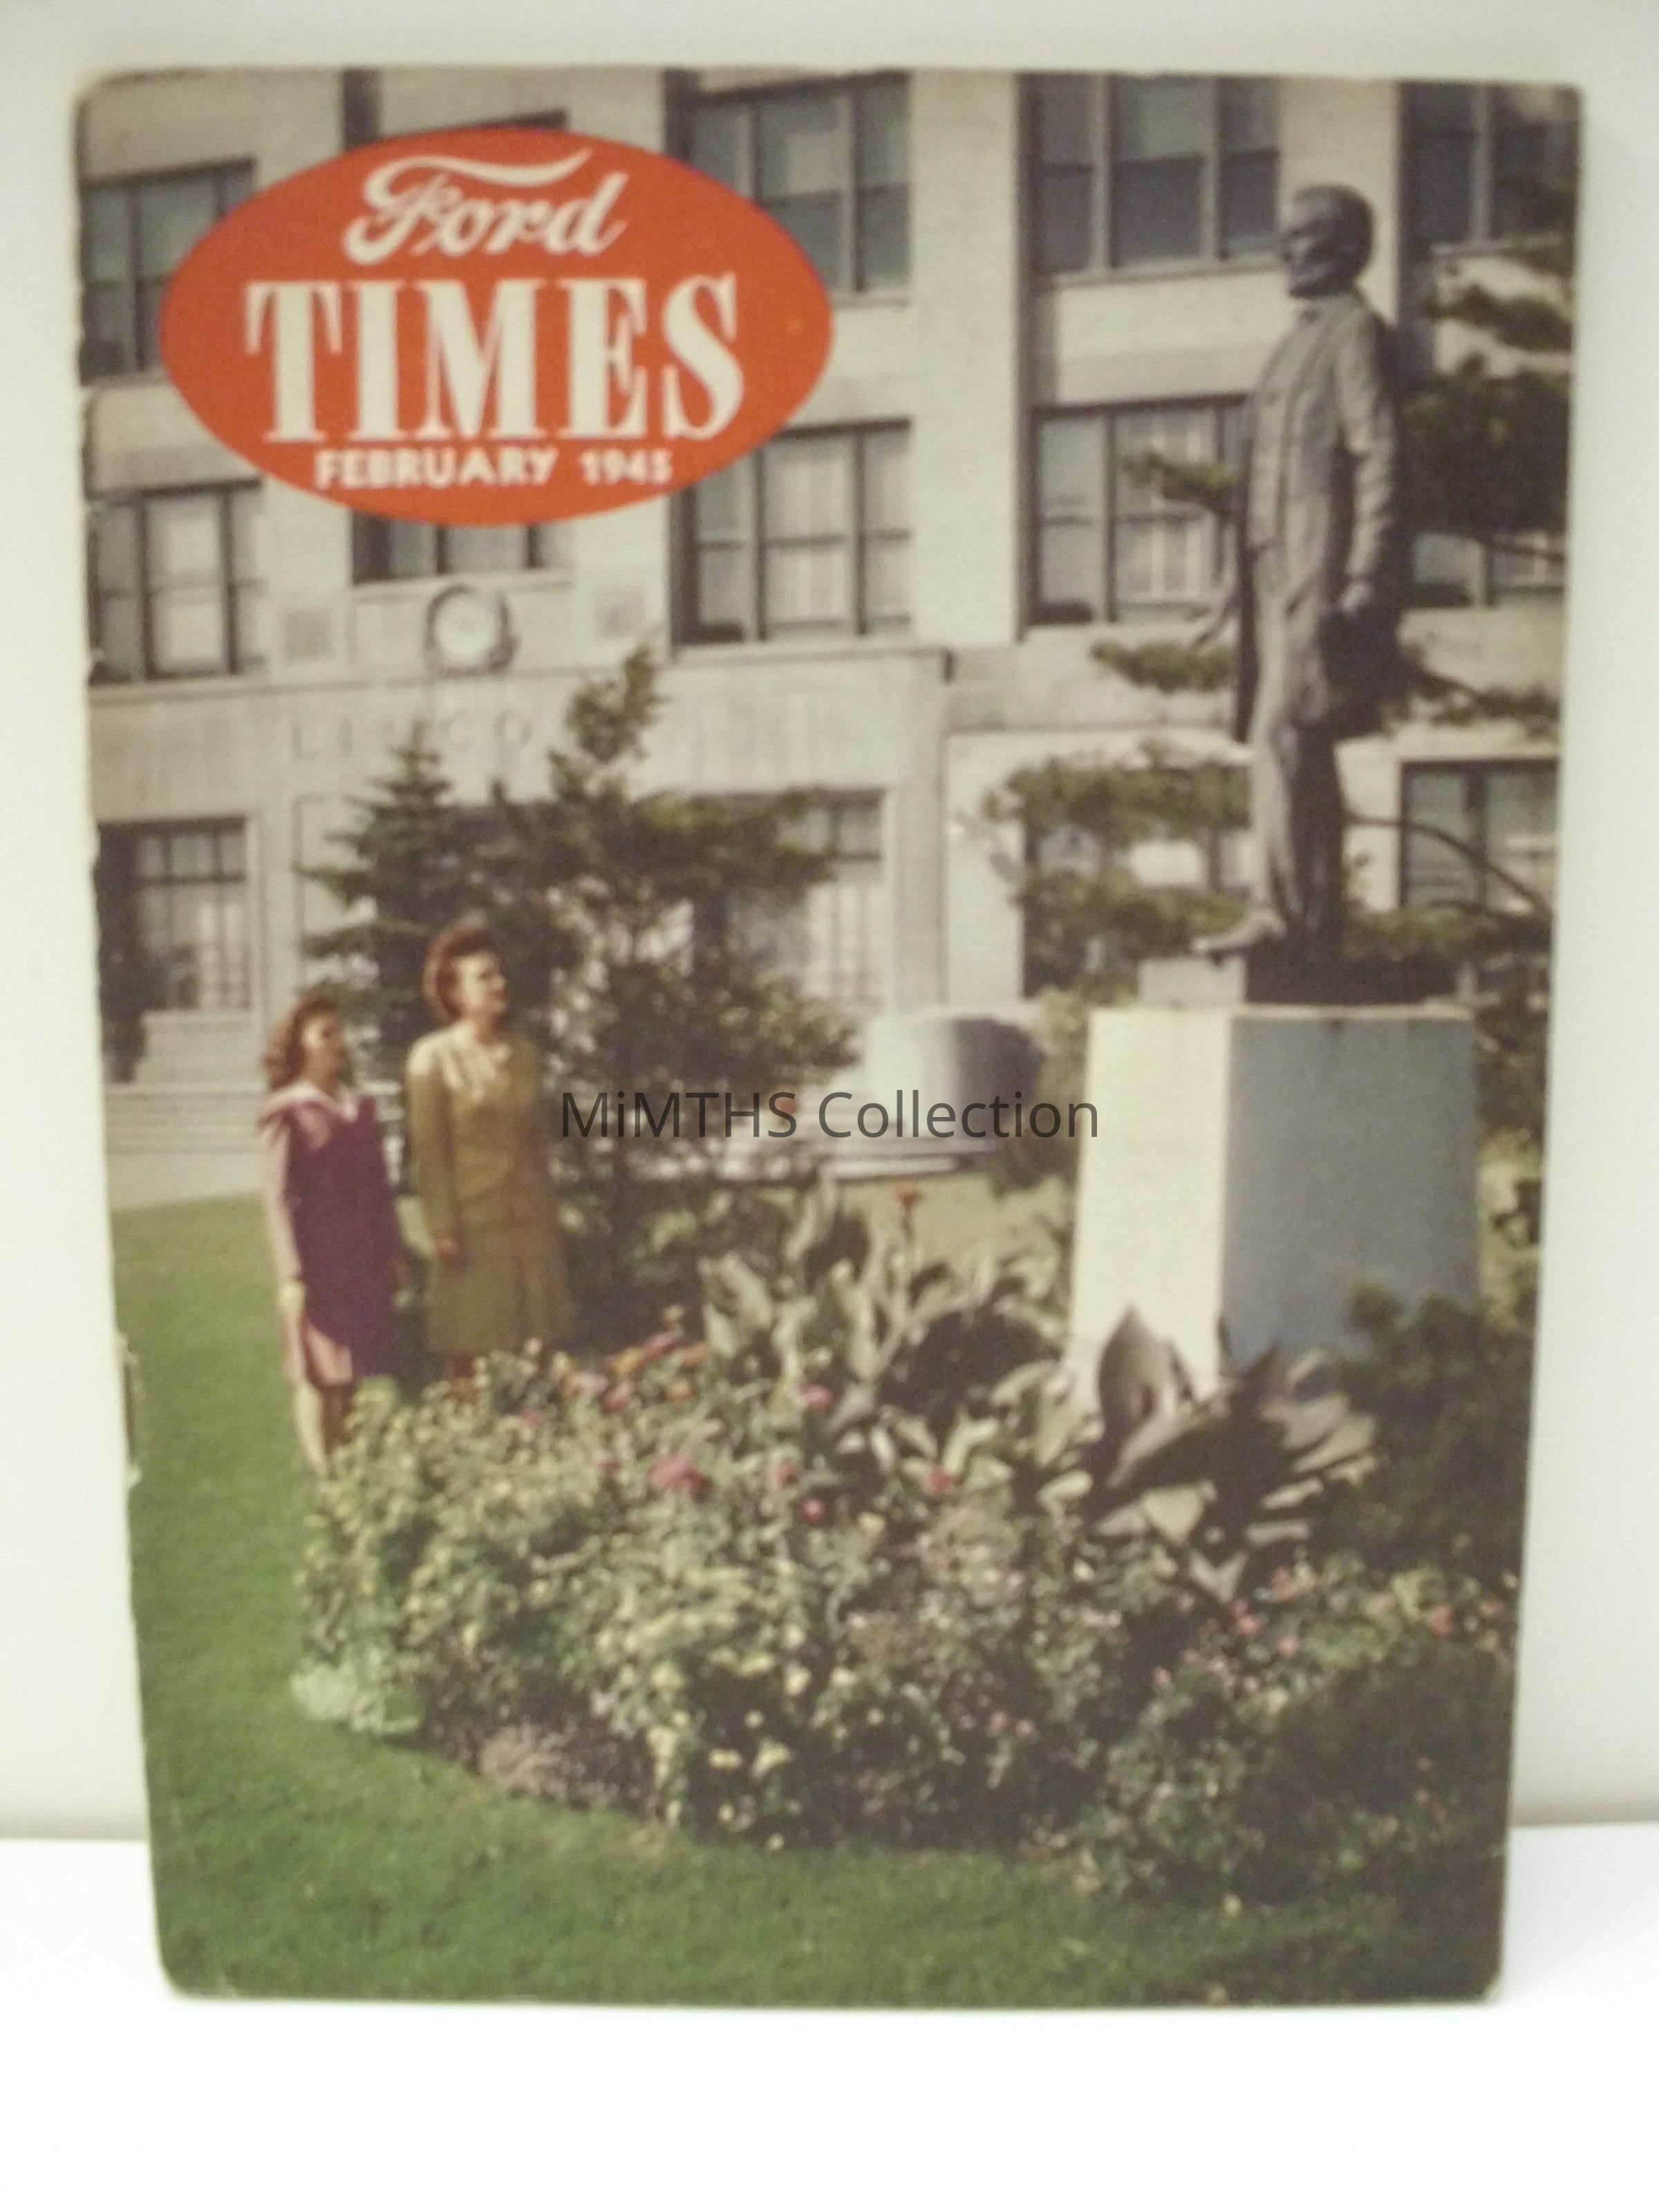 Ford
TIMES
FEBRUARY 1945
MiMTHS Collection